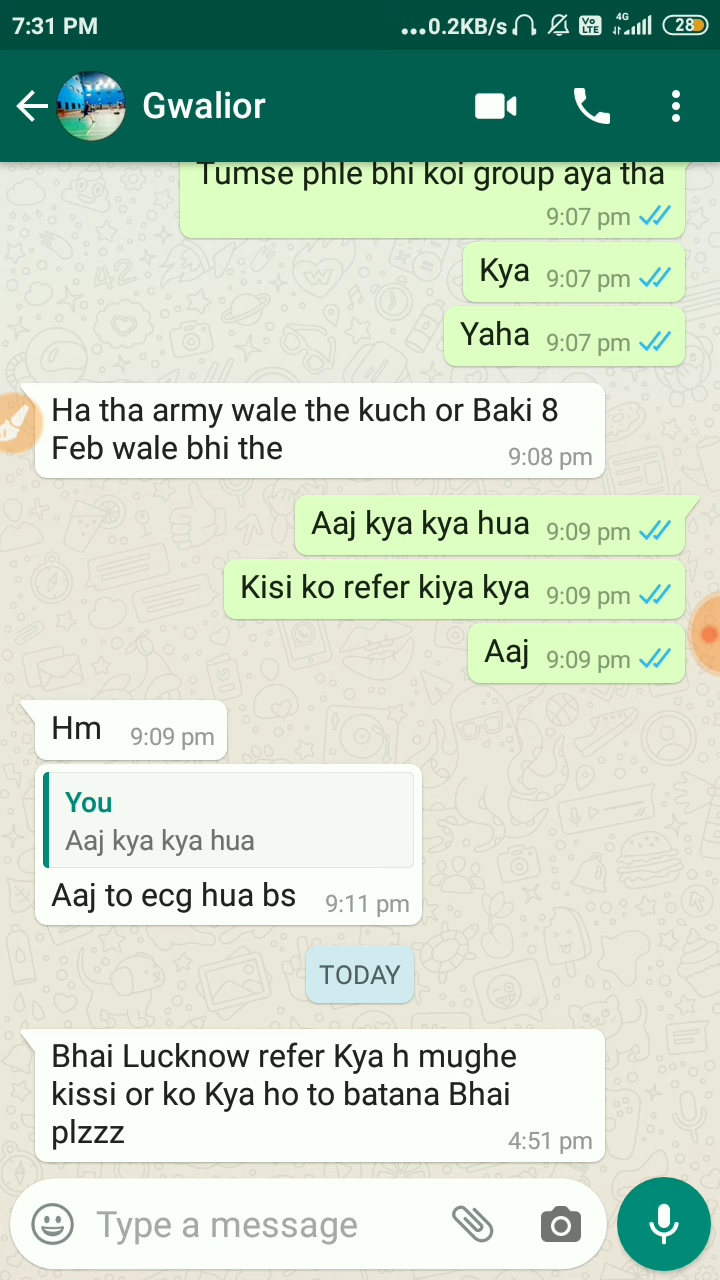 7:31 PM
...0.2KB/s Vo LTE 4G 28
Gwalior
Tumse phle bhi koi group aya tha
9:07 pm
Kya 9:07 pm
Yaha 9:07 pm
Ha tha army wale the kuch or Baki 8
Feb wale bhi the
9:08 pm
Aaj kya kya hua 9:09 pm
Kisi ko refer kiya kya 9:09 pm
Aaj 9:09 pm
Hm 9:09 pm
You
Aaj kya kya hua
Aaj to ecg hua bs 9:11 pm
TODAY
Bhai Lucknow refer Kya h mughe
kissi or ko Kya ho to batana Bhai
plzzz
4:51 pm
Type a message